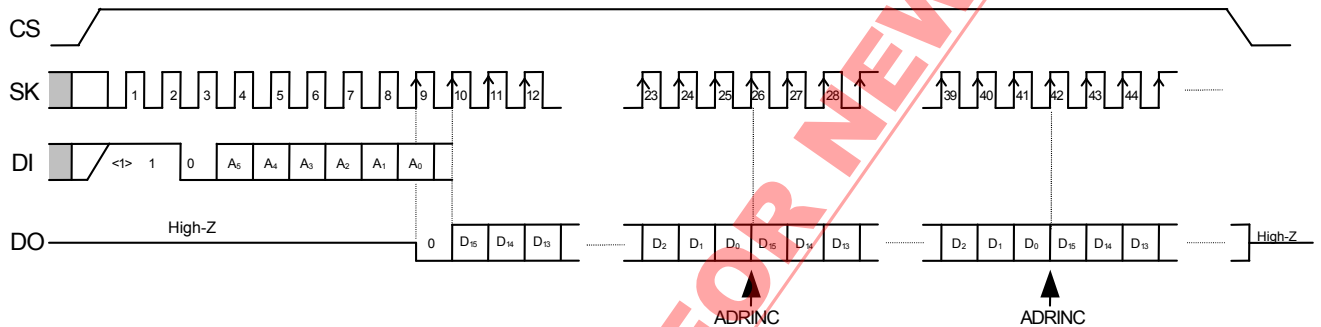 CS
SK 1 2 3 4 5 6 7 8 9 10 11 12 23 24 25 26 27 28 39 40 41 42 43 44
DI <1> 1 0 A₅ A₄ A₃ A₂ A₁ A₀
DO High-Z 0 D₁₅ D₁₄ D₁₃ D₂ D₁ D₀ D₁₅ D₁₄ D₁₃ D₂ D₁ D₀ D₁₅ D₁₄ D₁₃ High-Z
ADRINC ADRINC
FOR NEW